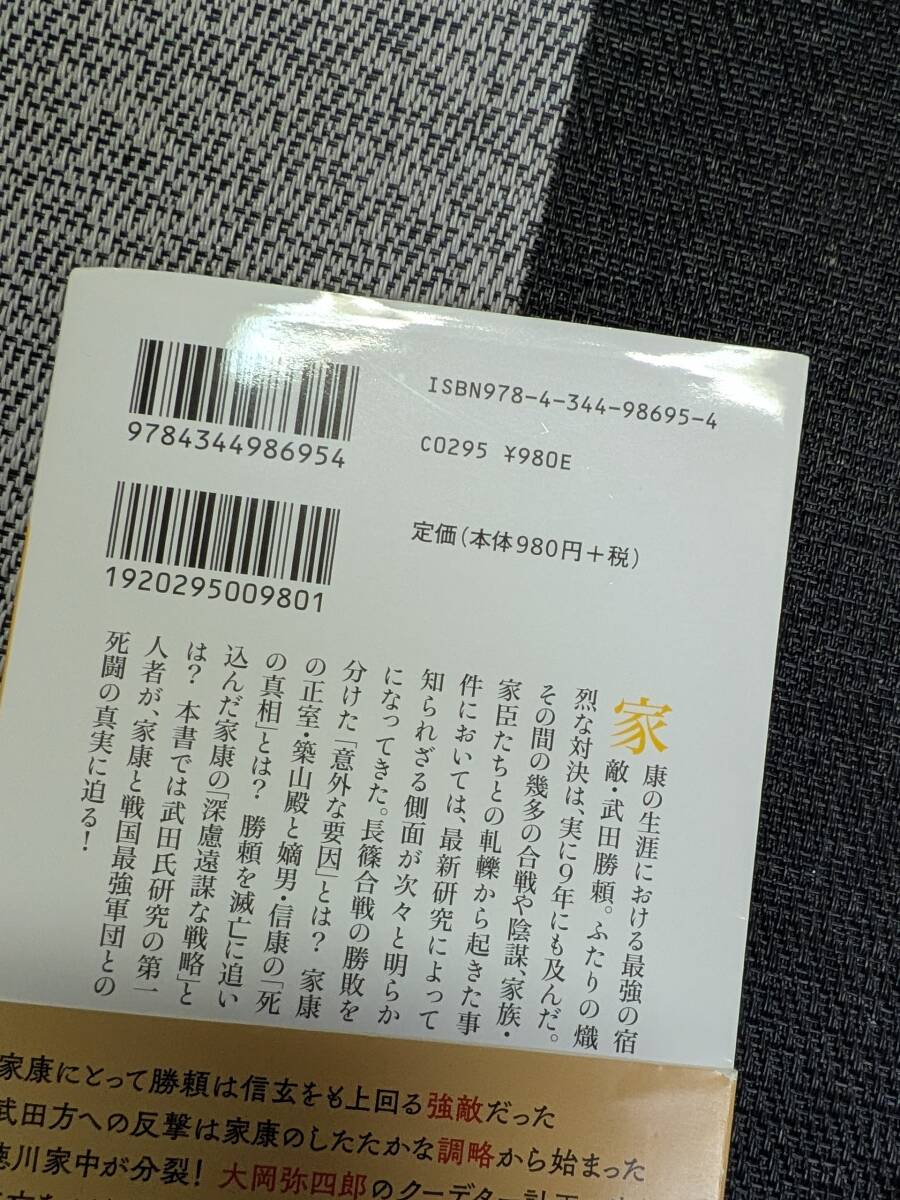 9784344986954
ISBN978-4-344-98695-4
C0295 ¥980E
1920295009801
定価(本体980円+税)
家康の生涯における最強の宿
敵・武田勝頼。ふたりの熾
烈な対決は、実に9年にも及んだ。
その間の幾多の合戦や陰謀、家族・
家臣たちとの軋轢から起きた事
件においては、最新研究によって
知られざる側面が次々と明らか
になってきた。長篠合戦の勝敗を
分けた「意外な要因」とは? 家康
の正室・築山殿と嫡男・信康の「死
の真相」とは? 勝頼を滅亡に追い
込んだ家康の「深慮遠謀な戦略」と
は? 本書では武田氏研究の第一
人者が、家康と戦国最強軍団との
死闘の真実に迫る!
家康にとって勝頼は信玄をも上回る強敵だった
武田方への反撃は家康のしたたかな調略から始まった
徳川家中が分裂! 大岡弥四郎のクーデター計画